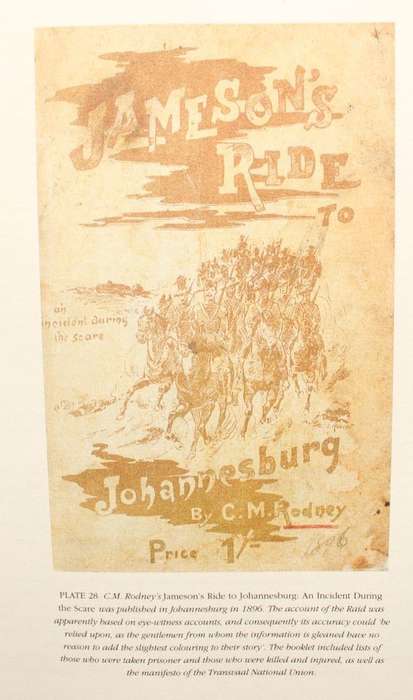 JAMESON'S
RIDE
TO
an
incident during
the scare
Johannesburg
By C.M. Rodney
Price 1/-
1896
PLATE 28. C.M. Rodney's Jameson's Ride to Johannesburg: An Incident During
the Scare was published in Johannesburg in 1896. The account of the Raid was
apparently based on eye-witness accounts, and consequently its accuracy could 'be
relied upon, as the gentlemen from whom the information is gleaned have no
reason to add the slightest colouring to their story'. The booklet included lists of
those who were taken prisoner and those who were killed and injured, as well as
the manifesto of the Transvaal National Union.